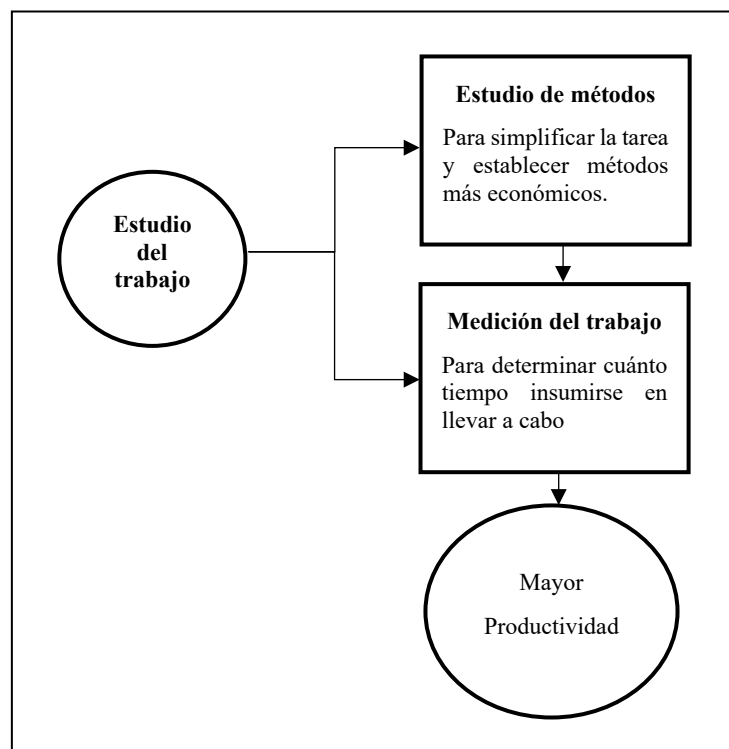 Estudio
del
trabajo
Estudio de métodos
Para simplificar la tarea
y establecer métodos
más económicos.
Medición del trabajo
Para determinar cuánto
tiempo insumirse en
llevar a cabo
Mayor
Productividad